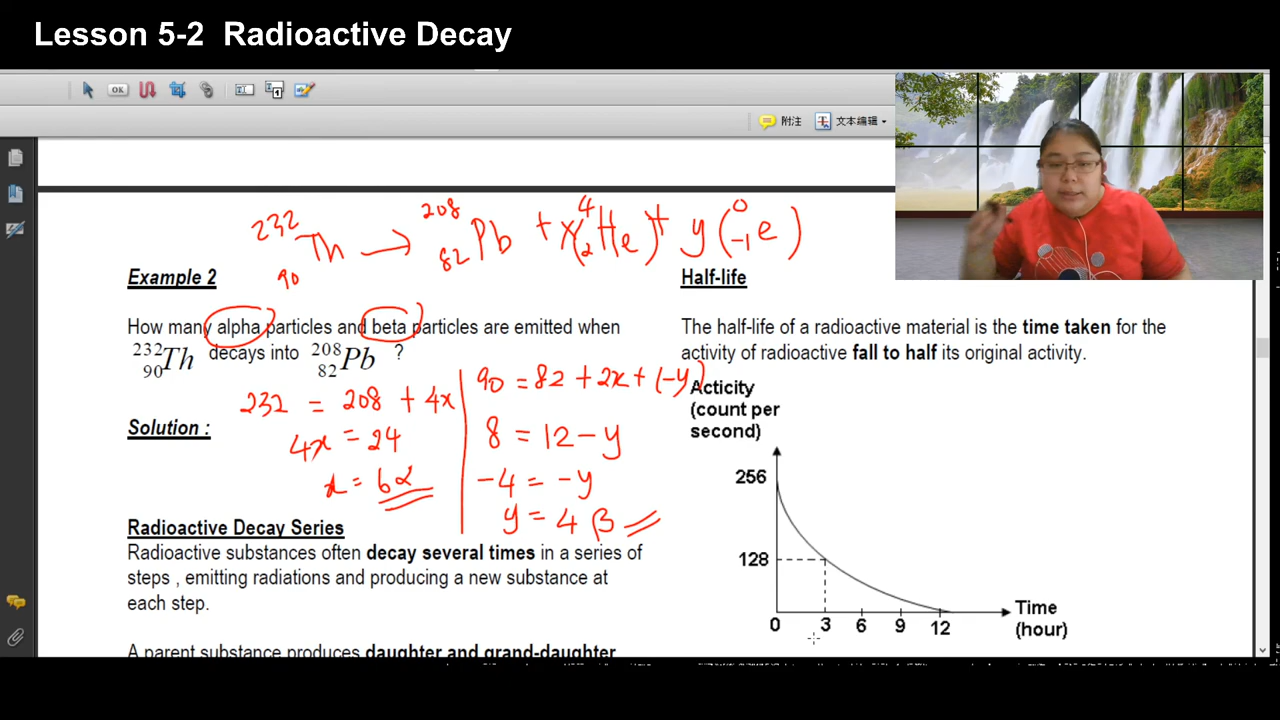 Lesson 5-2 Radioactive Decay
OK
附注
文本编辑
232 90 Th → 208 82 Pb + x(4 2 He) + y(0 -1 e)
Example 2
How many alpha particles and beta particles are emitted when
232 90 Th decays into 208 82 Pb ?
232 = 208 + 4x
Solution :
4x = 24
x = 6α
90 = 82 + 2x + (-y)
8 = 12 - y
-4 = -y
y = 4 β
Radioactive Decay Series
Radioactive substances often decay several times in a series of
steps , emitting radiations and producing a new substance at
each step.
A parent substance produces daughter and grand-daughter
Half-life
The half-life of a radioactive material is the time taken for the
activity of radioactive fall to half its original activity.
Acticity
(count per
second)
256
128
0 3 6 9 12
Time
(hour)